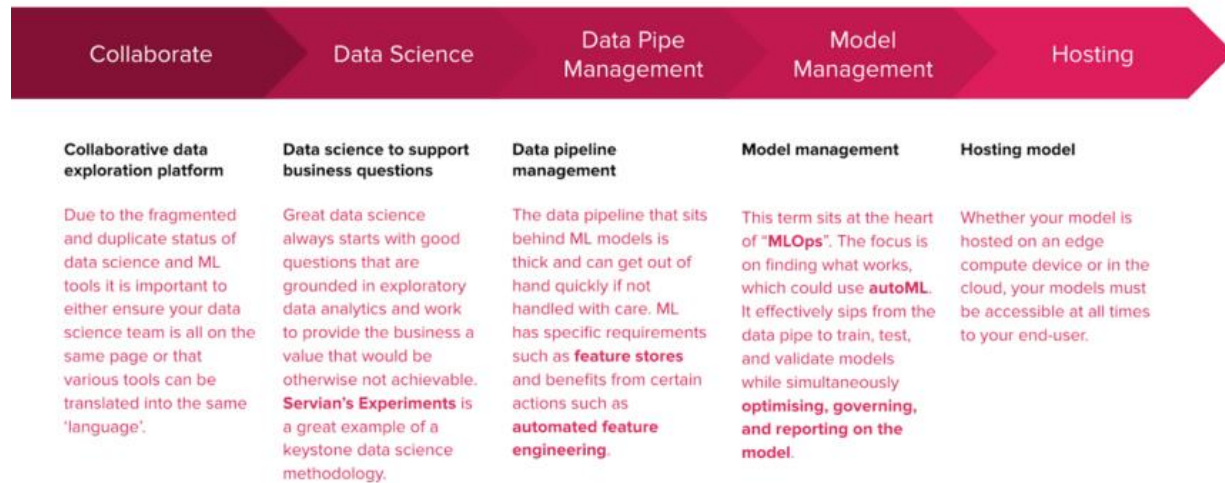 Collaborate
Data Science
Data Pipe
Management
Model
Management
Hosting
Collaborative data
exploration platform
Due to the fragmented
and duplicate status of
data science and ML
tools it is important to
either ensure your data
science team is all on the
same page or that
various tools can be
translated into the same
‘language’.
Data science to support
business questions
Great data science
always starts with good
questions that are
grounded in exploratory
data analytics and work
to provide the business a
value that would be
otherwise not achievable.
Servian’s Experiments is
a great example of a
keystone data science
methodology.
Data pipeline
management
The data pipeline that sits
behind ML models is
thick and can get out of
hand quickly if not
handled with care. ML
has specific requirements
such as feature stores
and benefits from certain
actions such as
automated feature
engineering.
Model management
This term sits at the heart
of “MLOps”. The focus is
on finding what works,
which could use autoML.
It effectively sips from the
data pipe to train, test,
and validate models
while simultaneously
optimising, governing,
and reporting on the
model.
Hosting model
Whether your model is
hosted on an edge
compute device or in the
cloud, your models must
be accessible at all times
to your end-user.